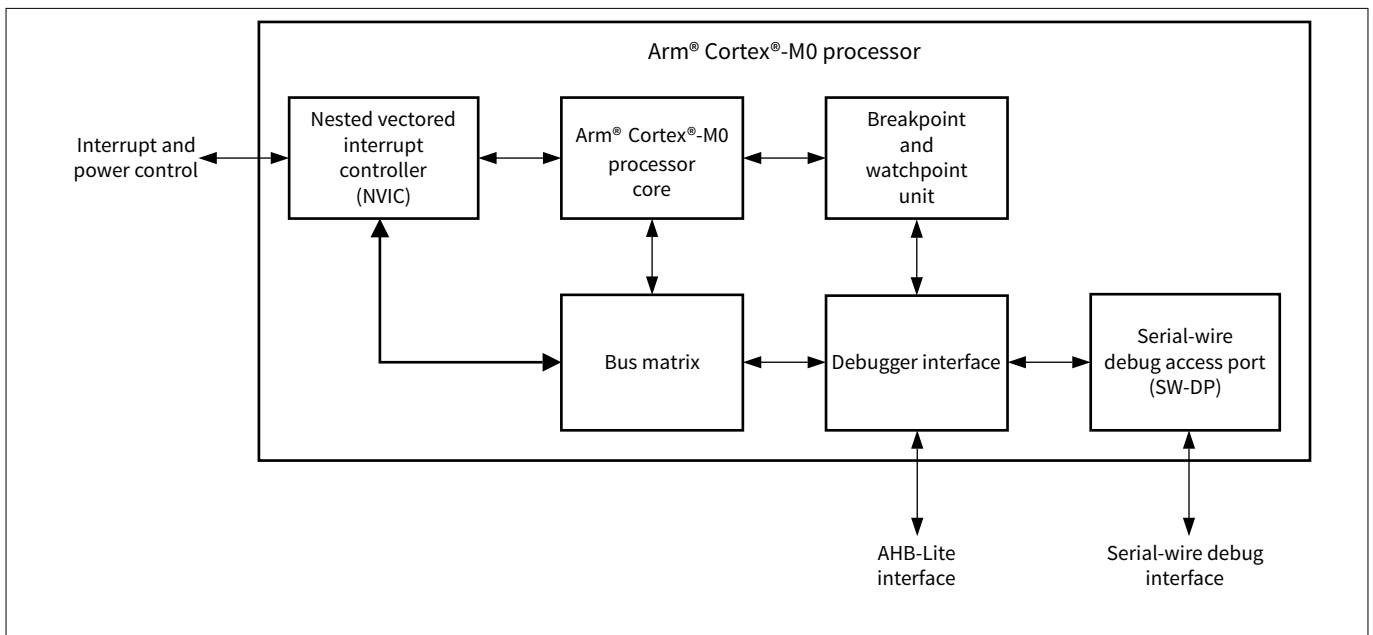 Arm® Cortex®-M0 processor
Interrupt and
power control
Nested vectored
interrupt
controller
(NVIC)
Arm® Cortex®-M0
processor
core
Breakpoint
and
watchpoint
unit
Bus matrix
Debugger interface
Serial-wire
debug access port
(SW-DP)
AHB-Lite
interface
Serial-wire debug
interface